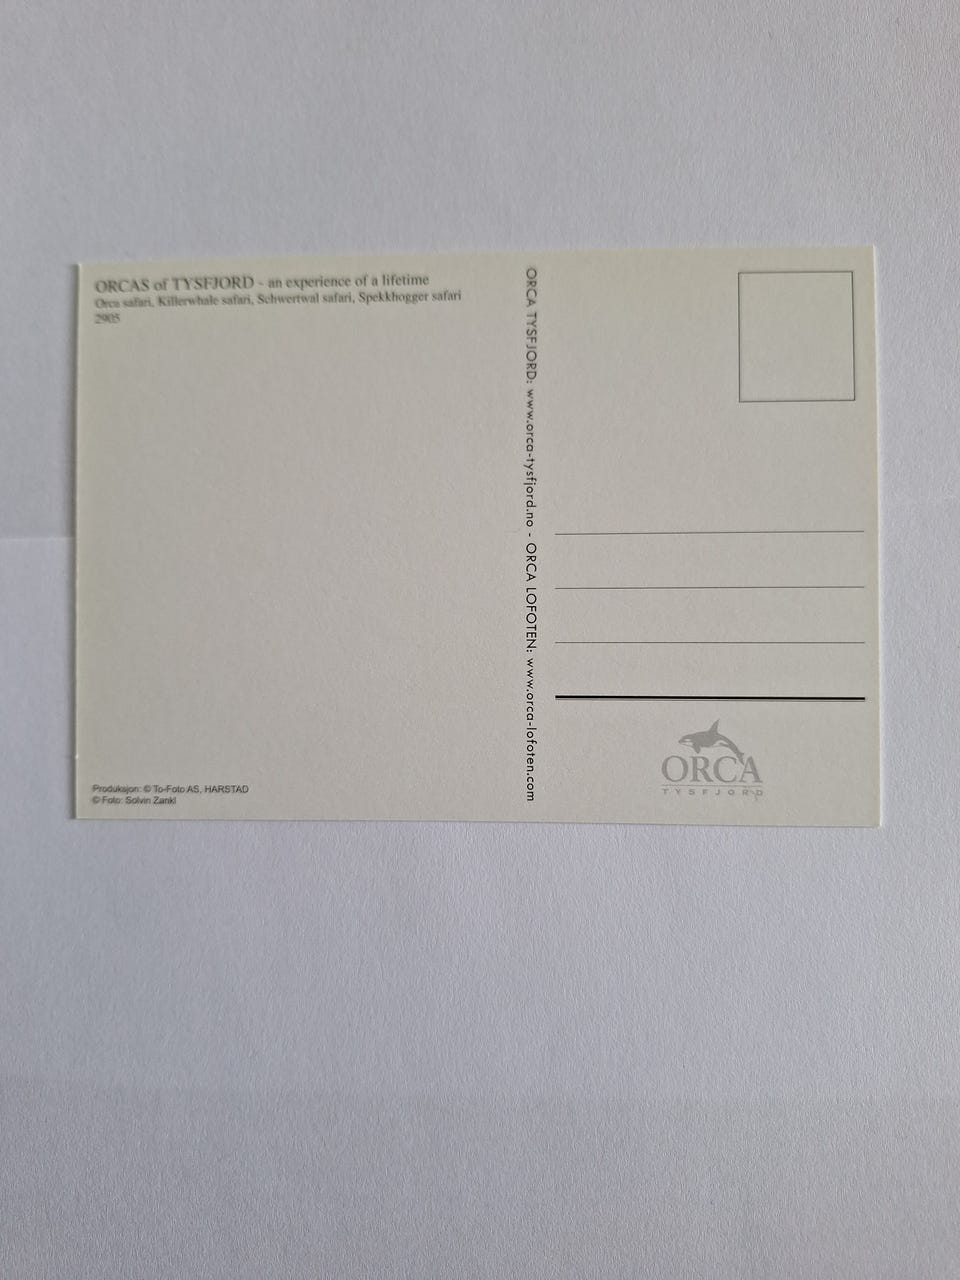 ORCAS of TYSFJORD - an experience of a lifetime
Orca safari, Killerwhale safari, Schwertwal safari, Spekkhogger safari
2905
Produksjon: © To-Foto AS, HARSTAD
© Foto: Solvin Zankl
ORCA TYSFJORD: www.orca-tysfjord.no - ORCA LOFOTEN: www.orca-lofoten.com
ORCA
TYSFJORD